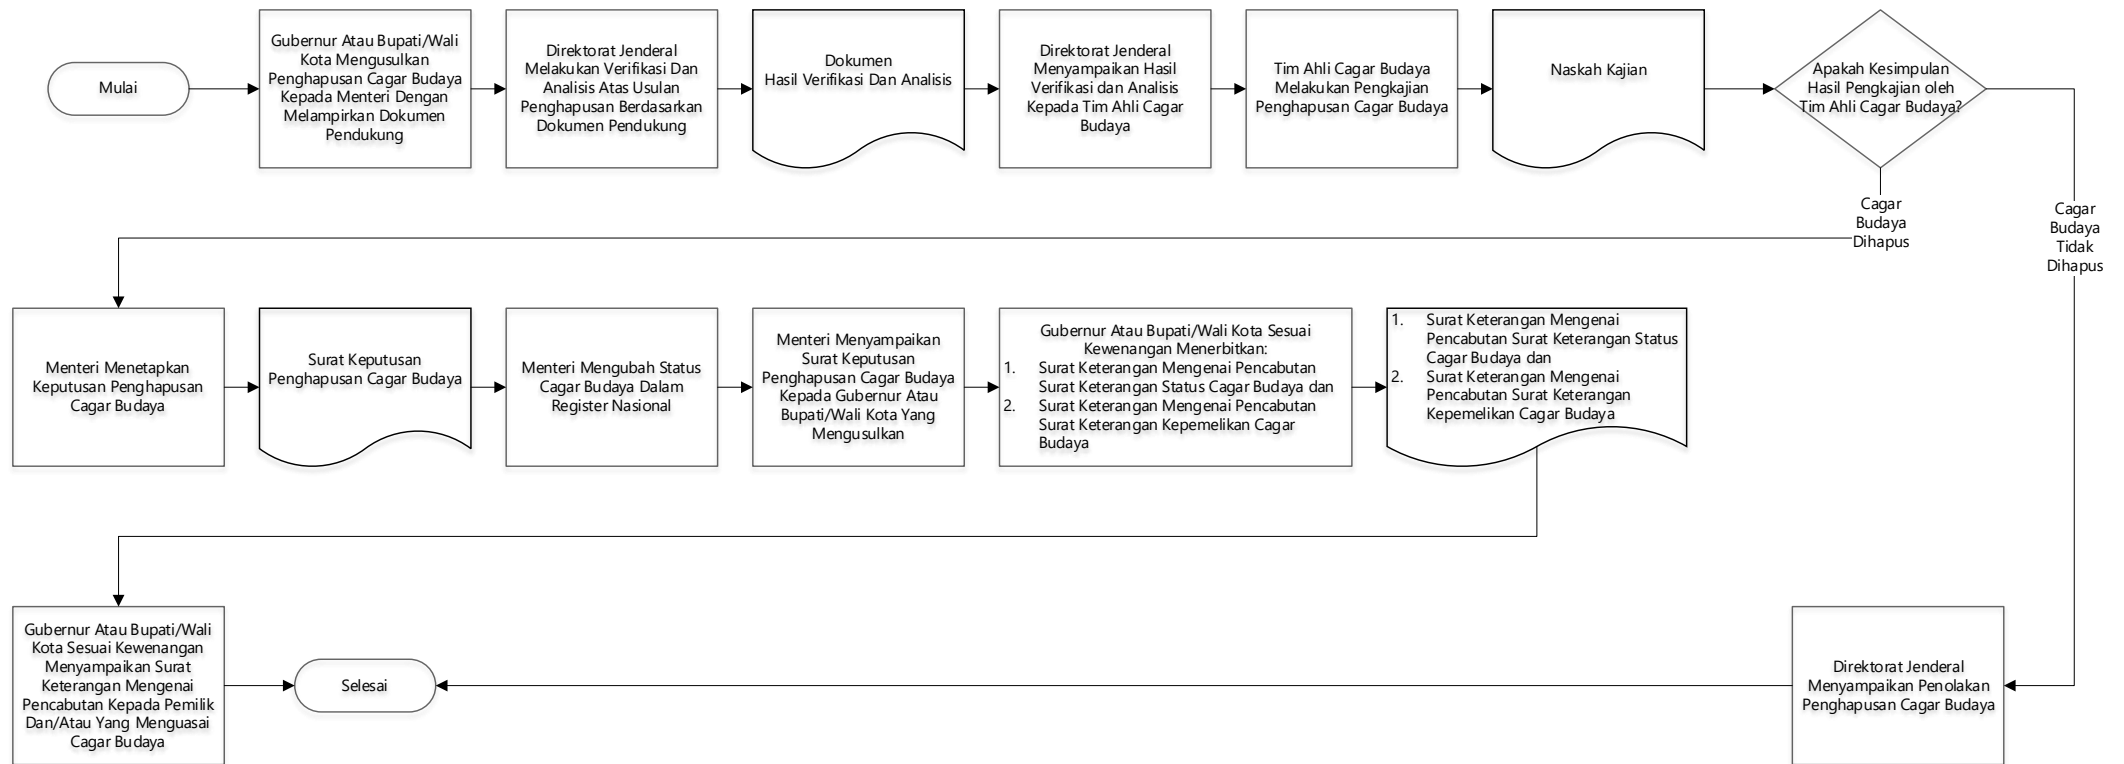 Mulai
Gubernur Atau Bupati/Wali
Kota Mengusulkan
Penghapusan Cagar Budaya
Kepada Menteri Dengan
Melampirkan Dokumen
Pendukung
Direktorat Jenderal
Melakukan Verifikasi Dan
Analisis Atas Usulan
Penghapusan Berdasarkan
Dokumen Pendukung
Dokumen
Hasil Verifikasi Dan Analisis
Direktorat Jenderal
Menyampaikan Hasil
Verifikasi dan Analisis
Kepada Tim Ahli Cagar
Budaya
Tim Ahli Cagar Budaya
Melakukan Pengkajian
Penghapusan Cagar Budaya
Naskah Kajian
Apakah Kesimpulan
Hasil Pengkajian oleh
Tim Ahli Cagar Budaya?
Cagar
Budaya
Dihapus
Cagar
Budaya
Tidak
Dihapus
Menteri Menetapkan
Keputusan Penghapusan
Cagar Budaya
Surat Keputusan
Penghapusan Cagar Budaya
Menteri Mengubah Status
Cagar Budaya Dalam
Register Nasional
Menteri Menyampaikan
Surat Keputusan
Penghapusan Cagar Budaya
Kepada Gubernur Atau
Bupati/Wali Kota Yang
Mengusulkan
Gubernur Atau Bupati/Wali Kota Sesuai
Kewenangan Menerbitkan:
1. Surat Keterangan Mengenai Pencabutan
Surat Keterangan Status Cagar Budaya dan
2. Surat Keterangan Mengenai Pencabutan
Surat Keterangan Kepemelikan Cagar
Budaya
1. Surat Keterangan Mengenai
Pencabutan Surat Keterangan Status
Cagar Budaya dan
2. Surat Keterangan Mengenai
Pencabutan Surat Keterangan
Kepemelikan Cagar Budaya
Gubernur Atau Bupati/Wali
Kota Sesuai Kewenangan
Menyampaikan Surat
Keterangan Mengenai
Pencabutan Kepada Pemilik
Dan/Atau Yang Menguasai
Cagar Budaya
Selesai
Direktorat Jenderal
Menyampaikan Penolakan
Penghapusan Cagar Budaya